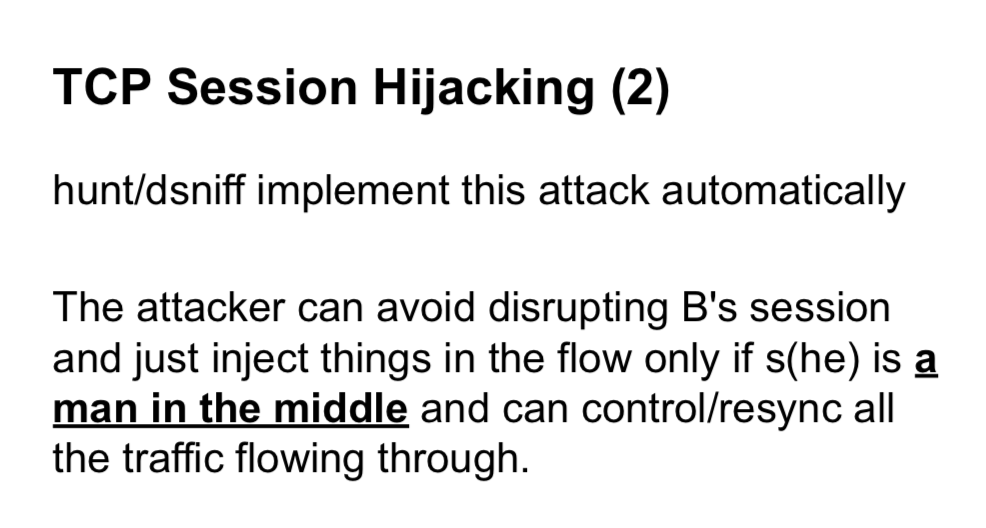 TCP Session Hijacking (2)
hunt/dsniff implement this attack automatically
The attacker can avoid disrupting B's session
and just inject things in the flow only if s(he) is a
man in the middle and can control/resync all
the traffic flowing through.